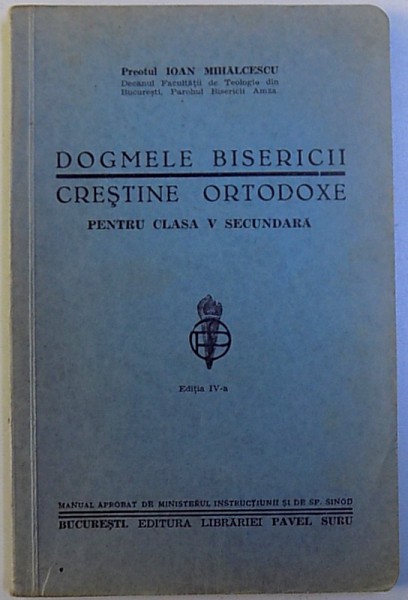 Preotul IOAN MIHĂLCESCU
Decanul Facultății de Teologie din
București, Parohul Bisericii Amza.
DOGMELE BISERICII
CREȘTINE ORTODOXE
PENTRU CLASA V SECUNDARĂ
Ediția IV-a
MANUAL APROBAT DE MINISTERUL INSTRUCȚIUNII ȘI DE SF. SINOD
BUCUREȘTI. EDITURA LIBRĂRIEI PAVEL SURU